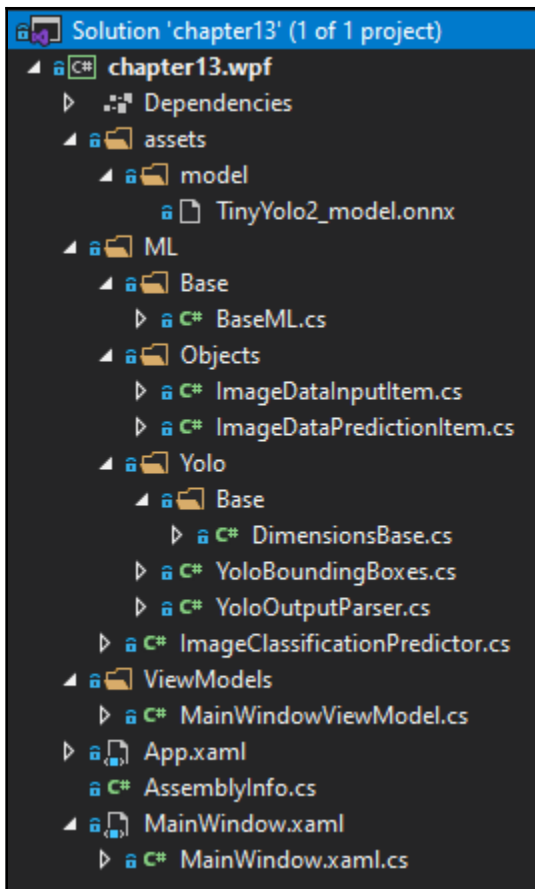 Solution 'chapter13' (1 of 1 project)
C# chapter13.wpf
Dependencies
assets
model
TinyYolo2_model.onnx
ML
Base
C# BaseML.cs
Objects
C# ImageDataInputItem.cs
C# ImageDataPredictionItem.cs
Yolo
Base
C# DimensionsBase.cs
C# YoloBoundingBoxes.cs
C# YoloOutputParser.cs
C# ImageClassificationPredictor.cs
ViewModels
C# MainWindowViewModel.cs
App.xaml
C# AssemblyInfo.cs
MainWindow.xaml
C# MainWindow.xaml.cs